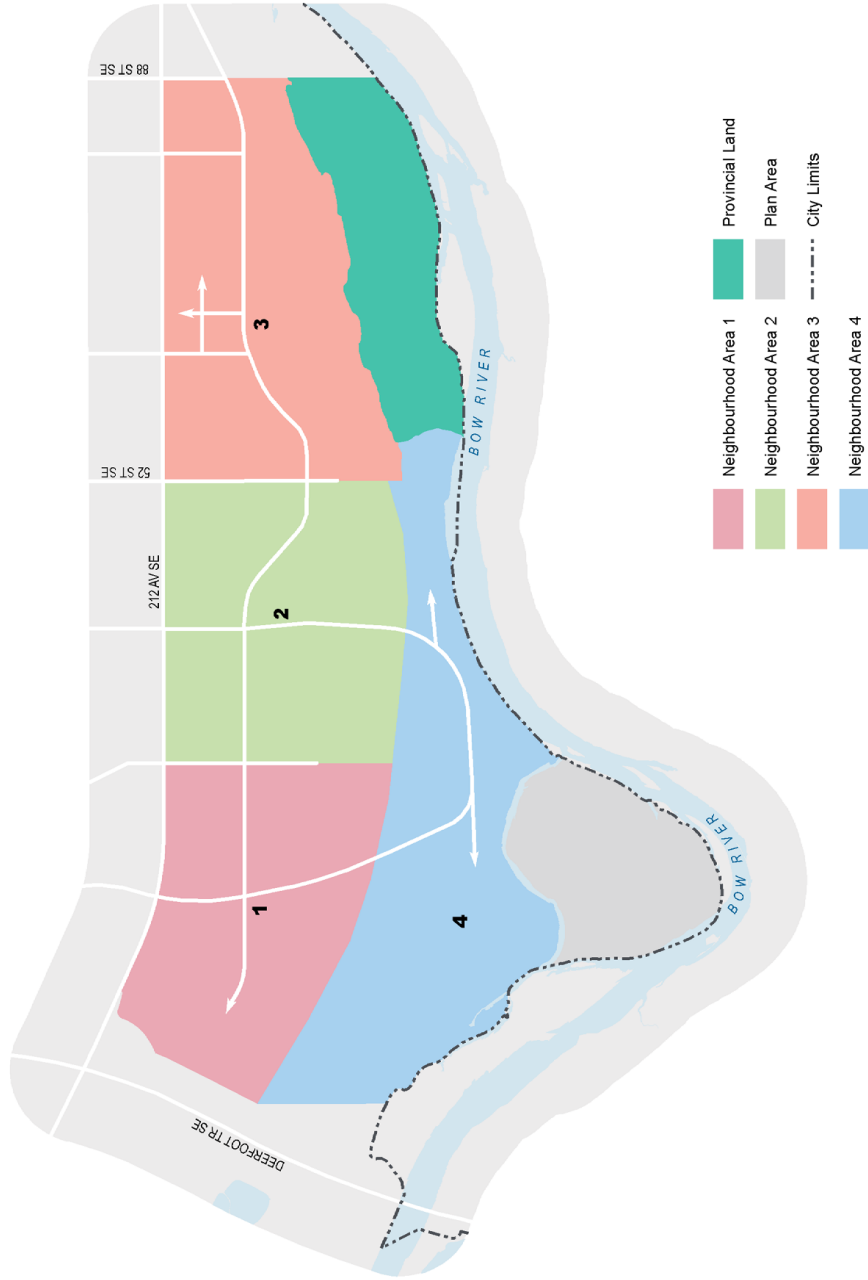 88 ST SE
52 ST SE
212 AV SE
DEERFOOT TR SE
1
2
3
4
BOW RIVER
BOW RIVER
Neighbourhood Area 1
Neighbourhood Area 2
Neighbourhood Area 3
Neighbourhood Area 4
Provincial Land
Plan Area
City Limits